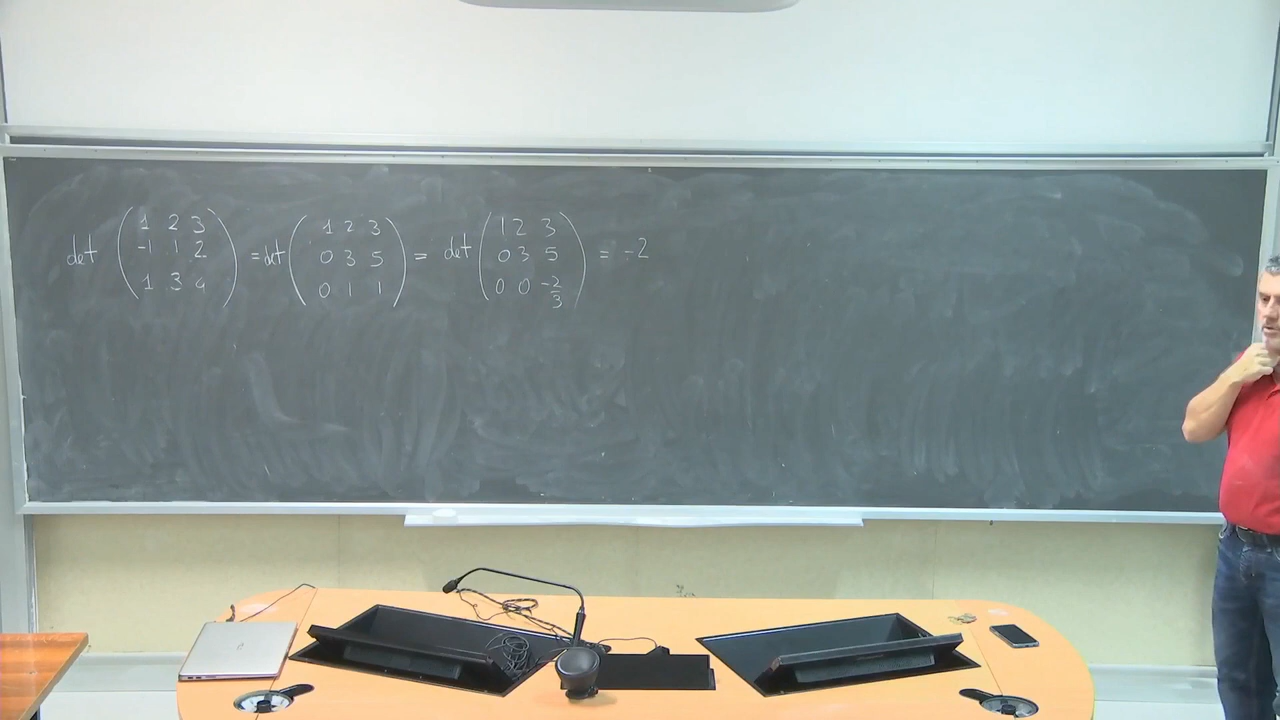 det ( 1 2 3 ) = det ( 1 2 3 ) = det ( 1 2 3 ) = -2
-1 1 2 0 3 5 0 3 5
1 3 4 0 1 1 0 0 -2/3